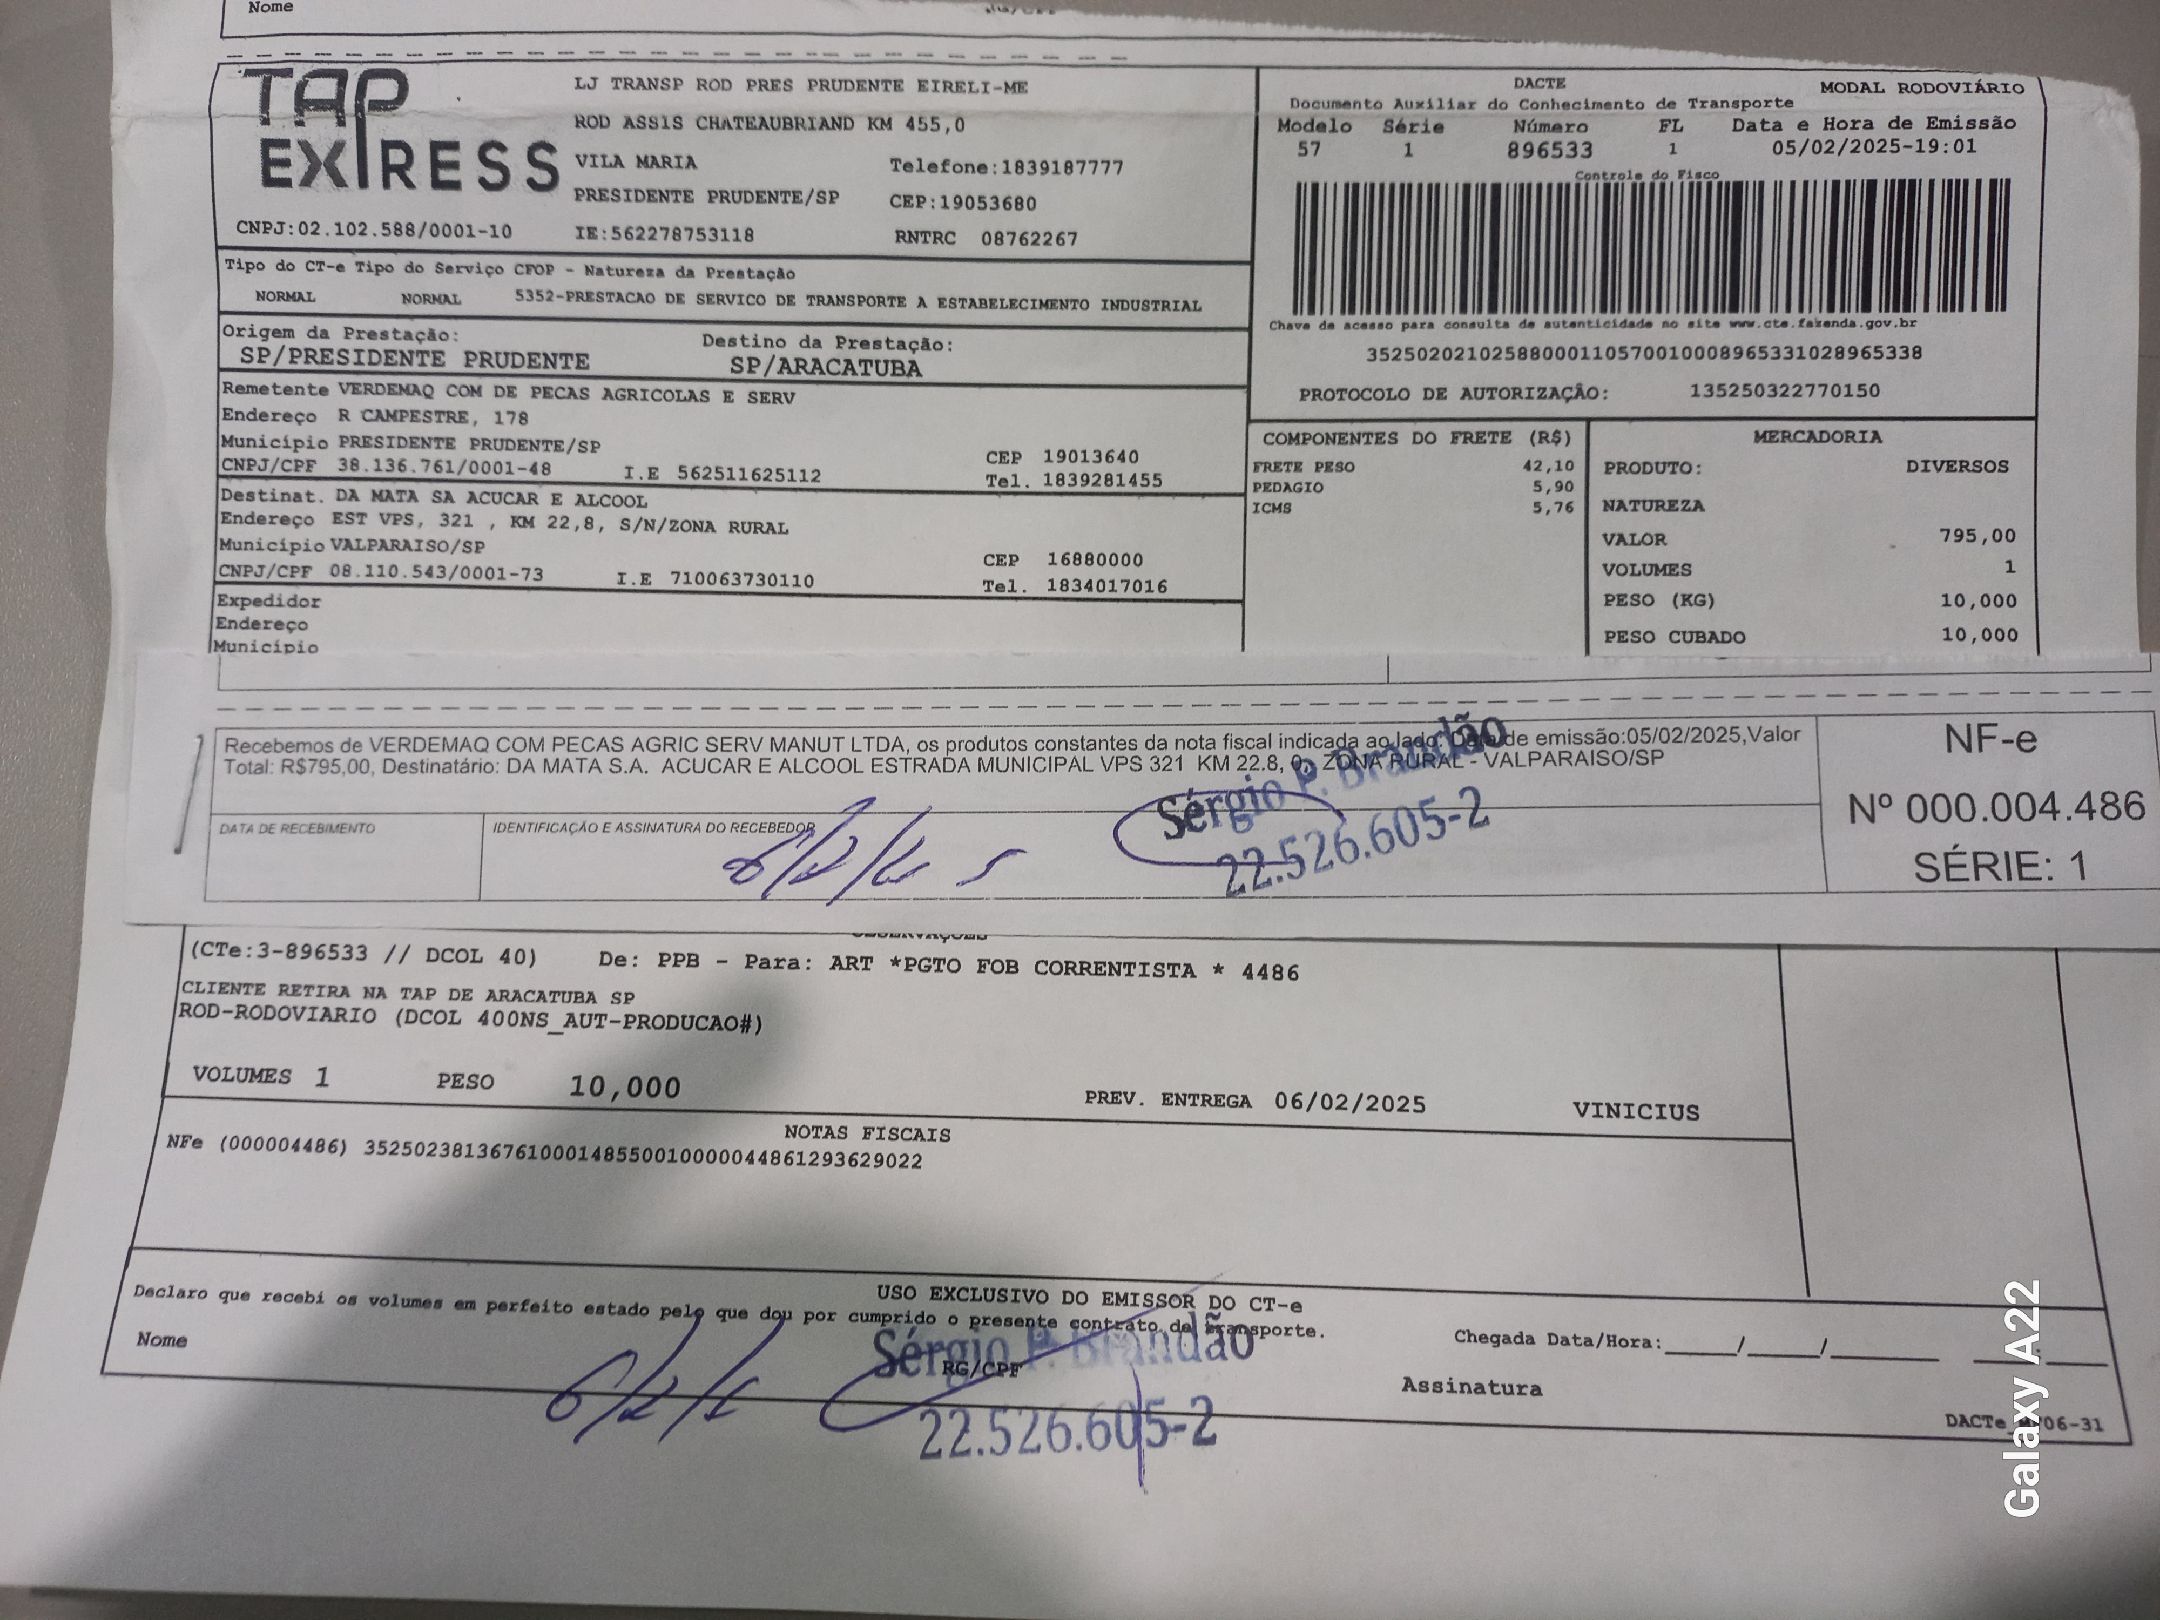 Nome
TAP EXPRESS
LJ TRANSP ROD PRES PRUDENTE EIRELI-ME
ROD ASSIS CHATEAUBRIAND KM 455,0
VILA MARIA Telefone:1839187777
PRESIDENTE PRUDENTE/SP CEP:19053680
CNPJ:02.102.588/0001-10 IE:562278753118 RNTRC 08762267
DACTE MODAL RODOVIÁRIO
Documento Auxiliar do Conhecimento de Transporte
Modelo Série Número FL Data e Hora de Emissão
57 1 896533 1 05/02/2025-19:01
Controle do Fisco
Chave de acesso para consulta de autenticidade no site www.cte.fazenda.gov.br
35250202102588000110570010008965331028965338
PROTOCOLO DE AUTORIZAÇÃO: 135250322770150
Tipo do CT-e Tipo do Serviço CFOP - Natureza da Prestação
NORMAL NORMAL 5352-PRESTACAO DE SERVICO DE TRANSPORTE A ESTABELECIMENTO INDUSTRIAL
Origem da Prestação: Destino da Prestação:
SP/PRESIDENTE PRUDENTE SP/ARACATUBA
Remetente VERDEMAQ COM DE PECAS AGRICOLAS E SERV
Endereço R CAMPESTRE, 178
Município PRESIDENTE PRUDENTE/SP CEP 19013640
CNPJ/CPF 38.136.761/0001-48 I.E 562511625112 Tel. 1839281455
Destinat. DA MATA SA ACUCAR E ALCOOL
Endereço EST VPS, 321 , KM 22,8, S/N/ZONA RURAL
Município VALPARAISO/SP CEP 16880000
CNPJ/CPF 08.110.543/0001-73 I.E 710063730110 Tel. 1834017016
Expedidor
Endereço
Município
COMPONENTES DO FRETE (R$)
FRETE PESO 42,10
PEDAGIO 5,90
ICMS 5,76
MERCADORIA
PRODUTO: DIVERSOS
NATUREZA
VALOR 795,00
VOLUMES 1
PESO (KG) 10,000
PESO CUBADO 10,000
Recebemos de VERDEMAQ COM PECAS AGRIC SERV MANUT LTDA, os produtos constantes da nota fiscal indicada ao lado. Data de emissão:05/02/2025,Valor
Total: R$795,00, Destinatário: DA MATA S.A. ACUCAR E ALCOOL ESTRADA MUNICIPAL VPS 321 KM 22.8, 0, ZONA RURAL - VALPARAISO/SP
DATA DE RECEBIMENTO IDENTIFICAÇÃO E ASSINATURA DO RECEBEDOR
Sérgio P. Brandão
22.526.605-2
NF-e
Nº 000.004.486
SÉRIE: 1
OBSERVAÇÕES
(CTe:3-896533 // DCOL 40) De: PPB - Para: ART *PGTO FOB CORRENTISTA * 4486
CLIENTE RETIRA NA TAP DE ARACATUBA SP
ROD-RODOVIARIO (DCOL 400NS_AUT-PRODUCAO#)
VOLUMES 1 PESO 10,000 PREV. ENTREGA 06/02/2025 VINICIUS
NOTAS FISCAIS
NFe (000004486) 35250238136761000148550010000044861293629022
USO EXCLUSIVO DO EMISSOR DO CT-e
Declaro que recebi os volumes em perfeito estado pelo que dou por cumprido o presente contrato de transporte.
Nome RG/CPF Chegada Data/Hora:_____/_____/_______
Assinatura
Sérgio P. Brandão
22.526.605-2
Galaxy A22